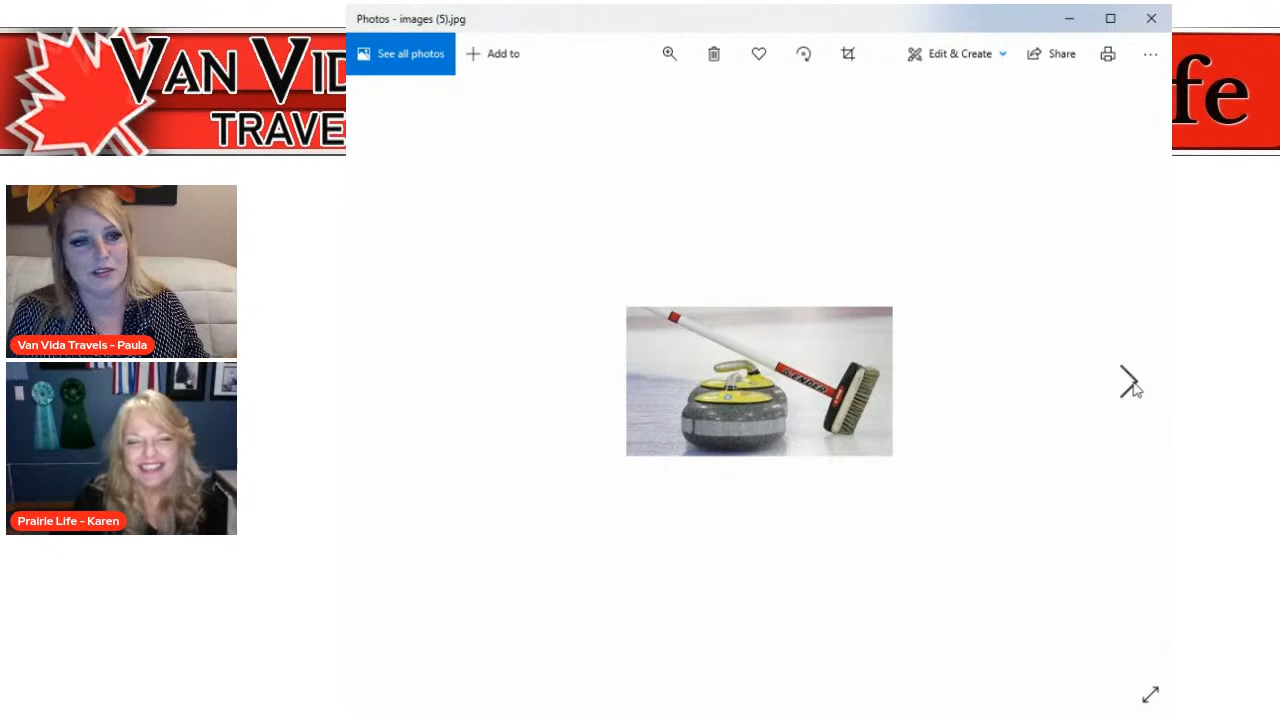 Photos - images (5).jpg
See all photos
Add to
Edit & Create
Share
VAN VID
TRAVE
fe
Van Vida Travels - Paula
Prairie Life - Karen